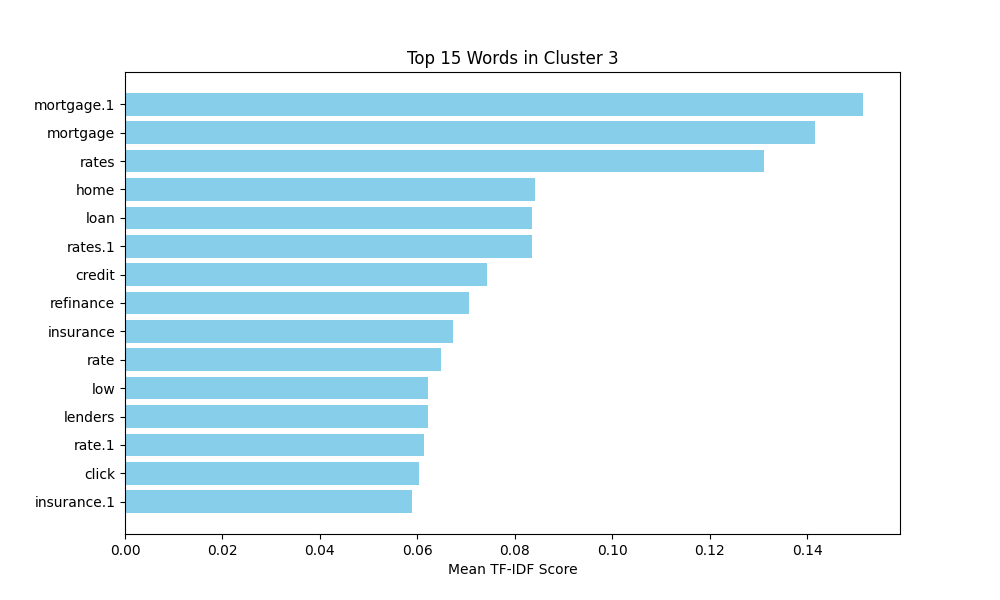 Top 15 Words in Cluster 3
mortgage.1
mortgage
rates
home
loan
rates.1
credit
refinance
insurance
rate
low
lenders
rate.1
click
insurance.1
0.00 0.02 0.04 0.06 0.08 0.10 0.12 0.14
Mean TF-IDF Score